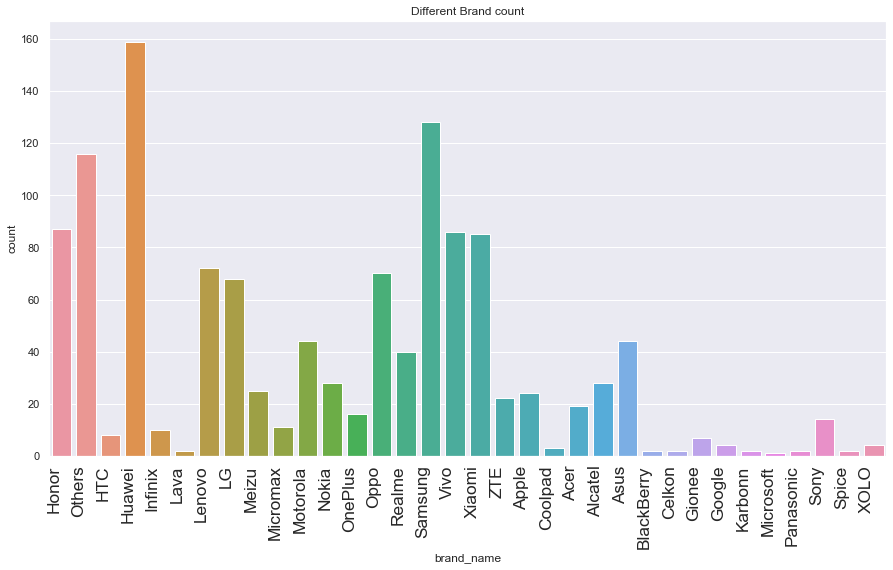 Different Brand count
160
140
120
100
80
60
40
20
0
count
Honor
Others
HTC
Huawei
Infinix
Lava
Lenovo
LG
Meizu
Micromax
Motorola
Nokia
OnePlus
Oppo
Realme
Samsung
Vivo
Xiaomi
ZTE
Apple
Coolpad
Acer
Alcatel
Asus
BlackBerry
Celkon
Gionee
Google
Karbonn
Microsoft
Panasonic
Sony
Spice
XOLO
brand_name